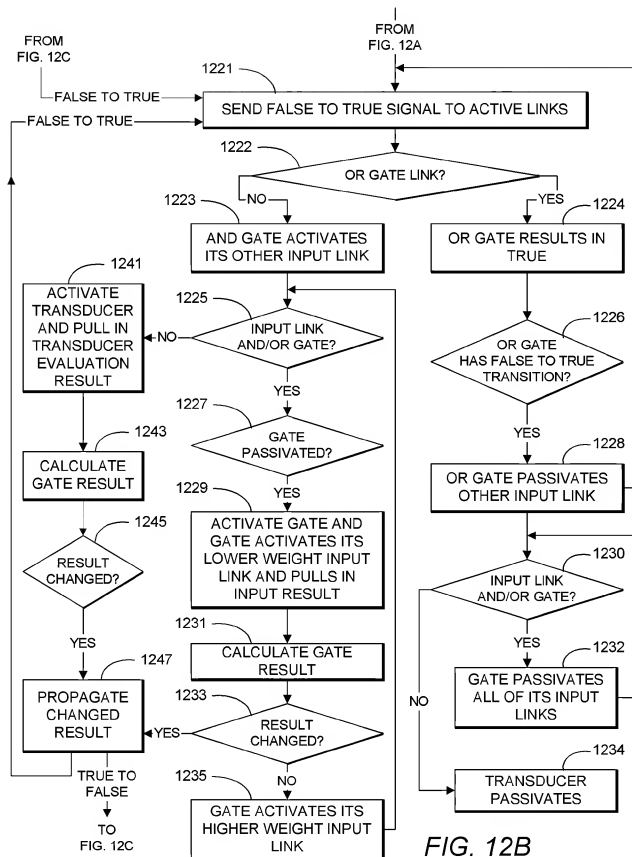 FROM
FIG. 12C
FROM
FIG. 12A
1221
FALSE TO TRUE
SEND FALSE TO TRUE SIGNAL TO ACTIVE LINKS
FALSE TO TRUE
1222
OR GATE LINK?
NO
YES
1223
AND GATE ACTIVATES
ITS OTHER INPUT LINK
1224
OR GATE RESULTS IN
TRUE
1241
ACTIVATE
TRANSDUCER
AND PULL IN
TRANSDUCER
EVALUATION
RESULT
1225
INPUT LINK
AND/OR GATE?
NO
YES
1226
OR GATE
HAS FALSE TO TRUE
TRANSITION?
YES
1227
GATE
PASSIVATED?
YES
1228
OR GATE PASSIVATES
OTHER INPUT LINK
1243
CALCULATE
GATE RESULT
1229
ACTIVATE GATE AND
GATE ACTIVATES ITS
LOWER WEIGHT INPUT
LINK AND PULLS IN
INPUT RESULT
1245
RESULT
CHANGED?
YES
1230
INPUT LINK
AND/OR GATE?
YES
NO
1231
CALCULATE GATE
RESULT
1232
GATE PASSIVATES
ALL OF ITS INPUT
LINKS
1247
PROPAGATE
CHANGED
RESULT
1233
RESULT
CHANGED?
YES
NO
1234
TRANSDUCER
PASSIVATES
TRUE TO
FALSE
TO
FIG. 12C
1235
GATE ACTIVATES ITS
HIGHER WEIGHT INPUT
LINK
FIG. 12B